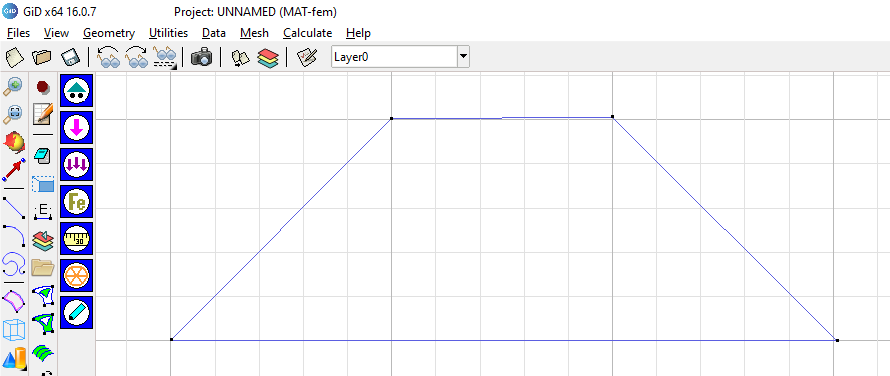 GiD x64 16.0.7 Project: UNNAMED (MAT-fem)
Files View Geometry Utilities Data Mesh Calculate Help
Layer0
Fe
E
30